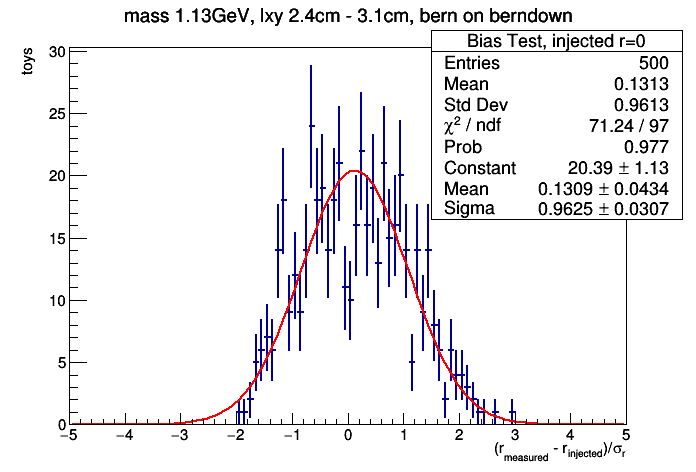 mass 1.13GeV, lxy 2.4cm - 3.1cm, bern on berndown
Bias Test, injected r=0
Entries 500
Mean 0.1313
Std Dev 0.9613
χ² / ndf 71.24 / 97
Prob 0.977
Constant 20.39 ± 1.13
Mean 0.1309 ± 0.0434
Sigma 0.9625 ± 0.0307
toys
30
25
20
15
10
5
0
−5 −4 −3 −2 −1 0 1 2 3 4 5
(r_measured - r_injected)/σ_r